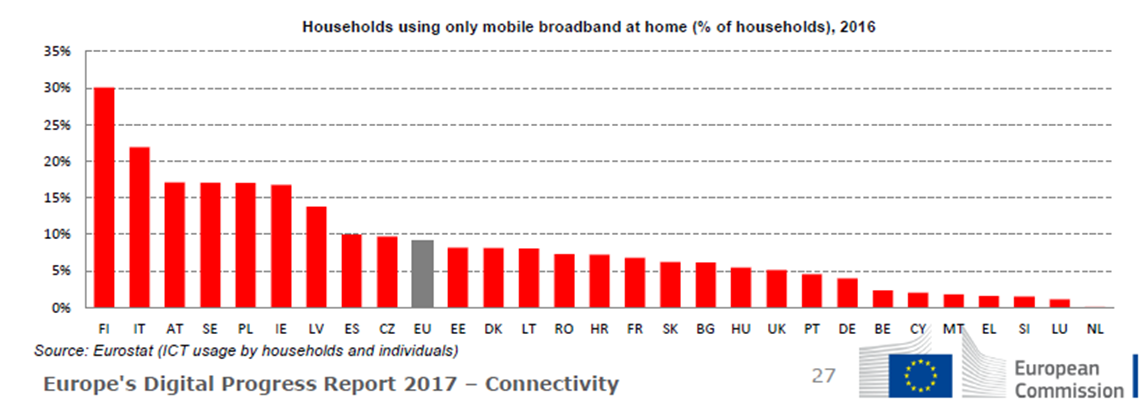 Households using only mobile broadband at home (% of households), 2016
35%
30%
25%
20%
15%
10%
5%
0%
FI IT AT SE PL IE LV ES CZ EU EE DK LT RO HR FR SK BG HU UK PT DE BE CY MT EL SI LU NL
Source: Eurostat (ICT usage by households and individuals)
Europe's Digital Progress Report 2017 – Connectivity
27
European
Commission